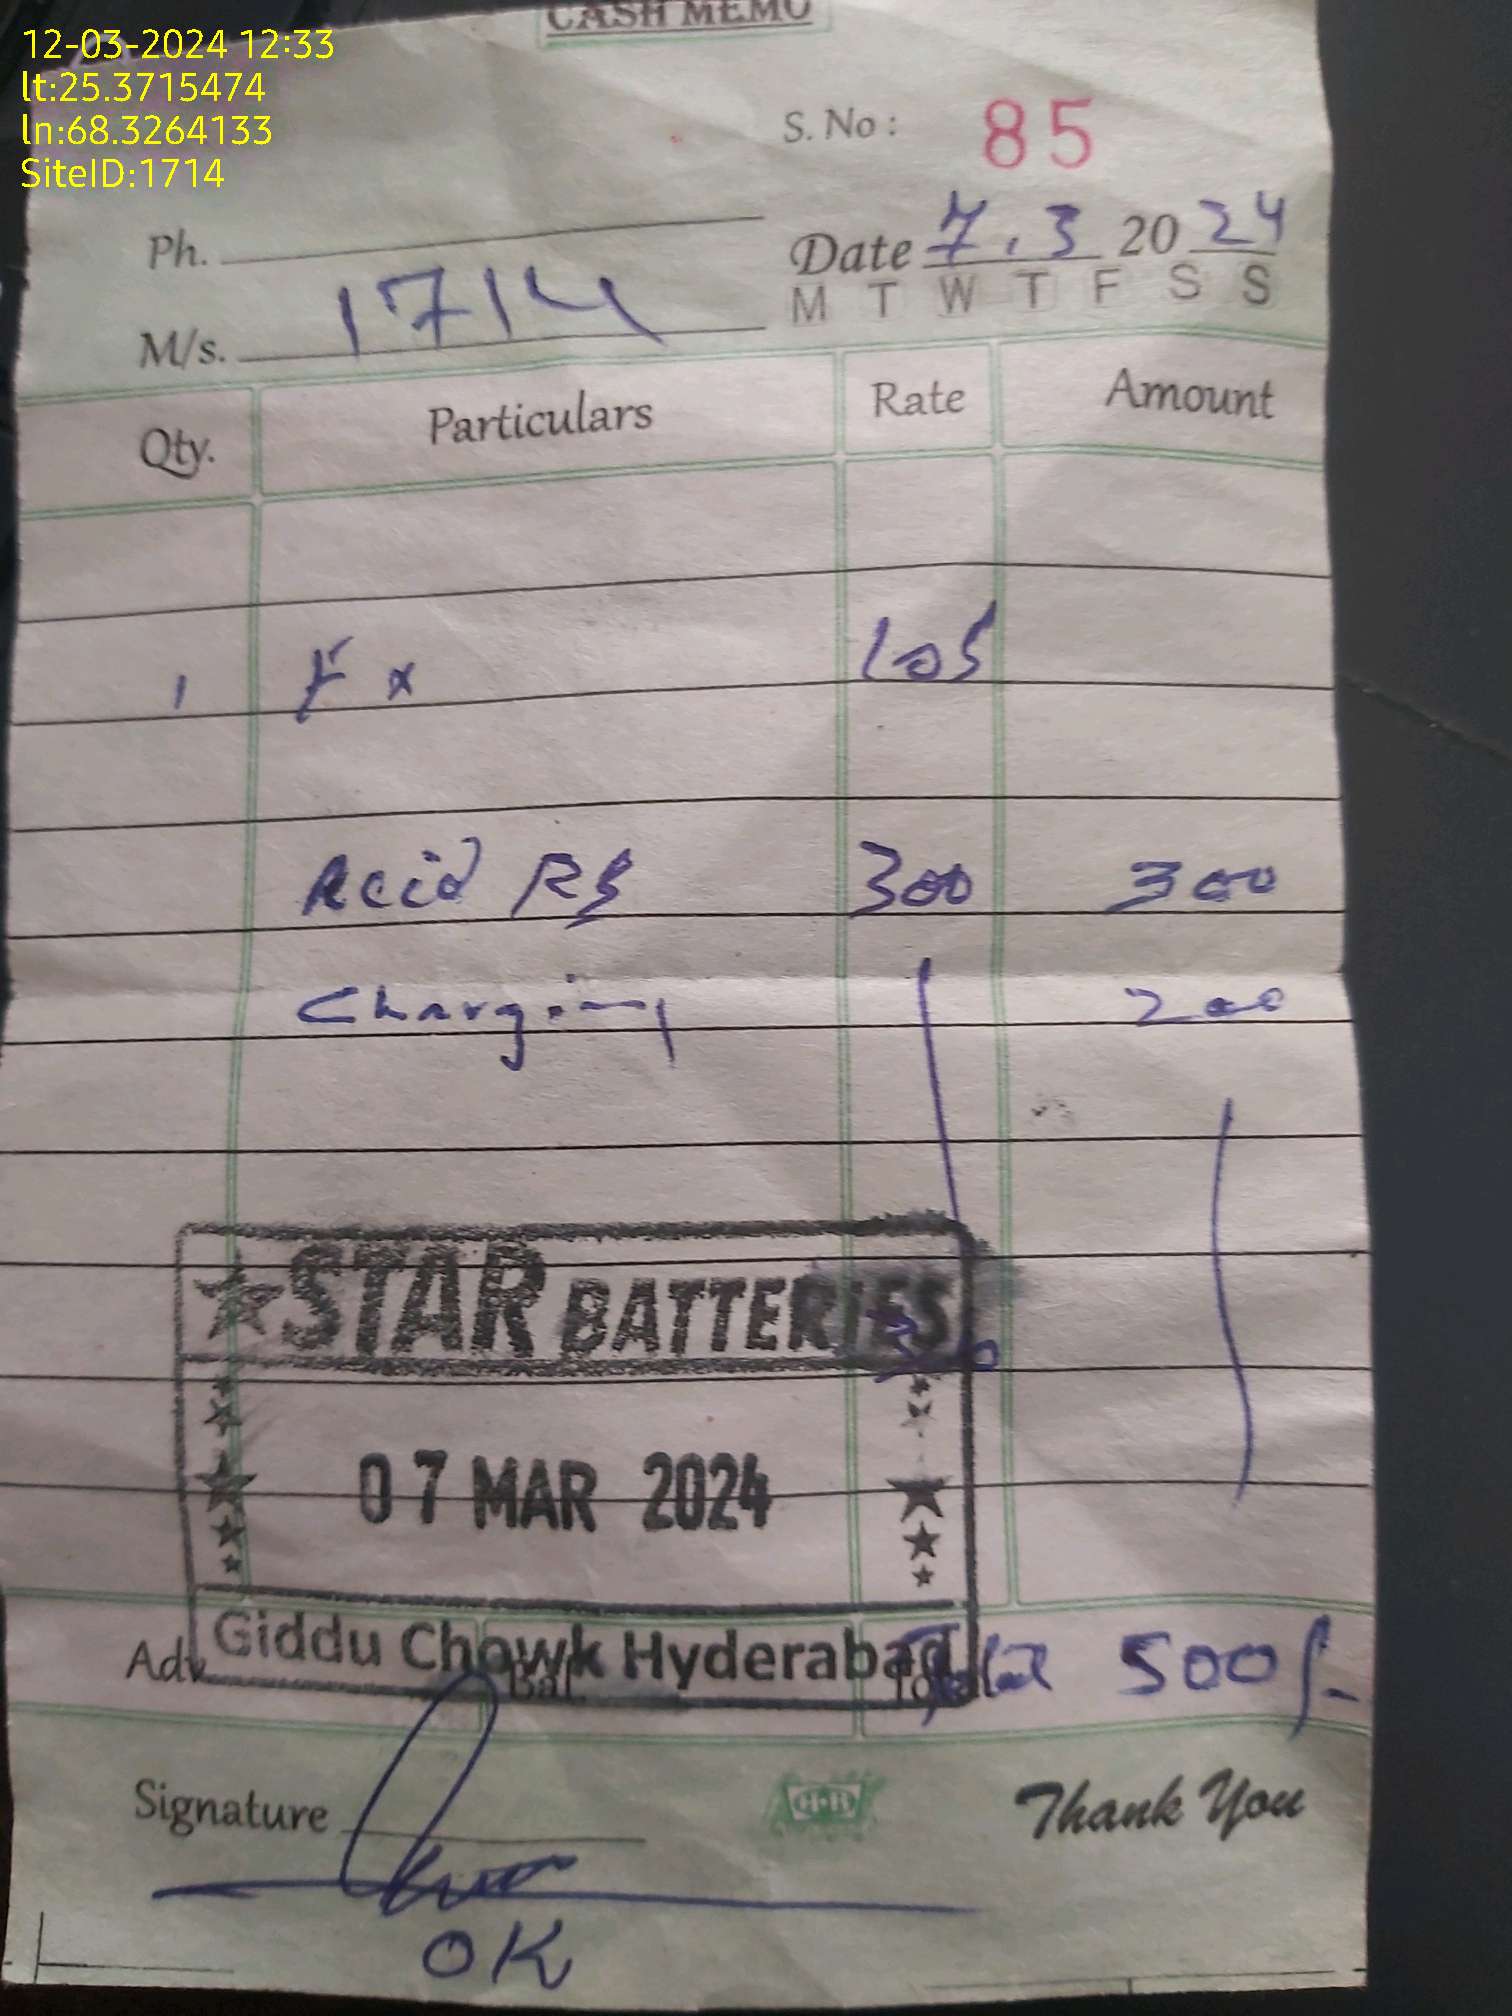 12-03-2024 12:33
lt:25.3715474
ln:68.3264133
SiteID:1714
CASH MEMO
S. No : 85
Ph.
Date 7.3 2024
M T W T F S S
M/s. 1714
Qty. Particulars Rate Amount
1 Fx 105
Acid RS 300 300
Charging 200
STAR BATTERIES
07 MAR 2024
Giddu Chowk Hyderabad
Adv. Bal. Total 500/-
Signature
Thank You
OK